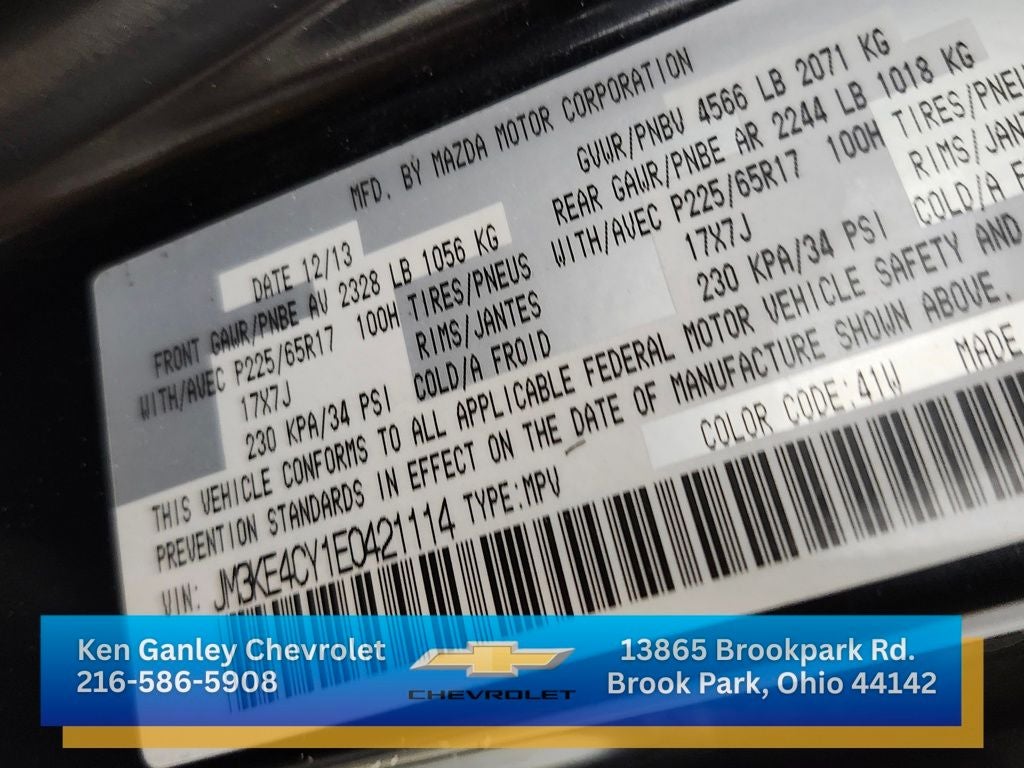 MFD. BY MAZDA MOTOR CORPORATION
DATE 12/13
GVWR/PNBV 4566 LB 2071 KG
FRONT GAWR/PNBE AV 2328 LB 1056 KG
REAR GAWR/PNBE AR 2244 LB 1018 KG
WITH/AVEC P225/65R17 100H TIRES/PNEUS
WITH/AVEC P225/65R17 100H TIRES/PNEU
17X7J RIMS/JANTES
17X7J RIMS/JANTE
230 KPA/34 PSI COLD/A FROID
230 KPA/34 PSI COLD/A F
THIS VEHICLE CONFORMS TO ALL APPLICABLE FEDERAL MOTOR VEHICLE SAFETY AND
PREVENTION STANDARDS IN EFFECT ON THE DATE OF MANUFACTURE SHOWN ABOVE.
VIN: JM3KE4CY1E0421114 TYPE:MPV
COLOR CODE:41W MADE
Ken Ganley Chevrolet
216-586-5908
CHEVROLET
13865 Brookpark Rd.
Brook Park, Ohio 44142